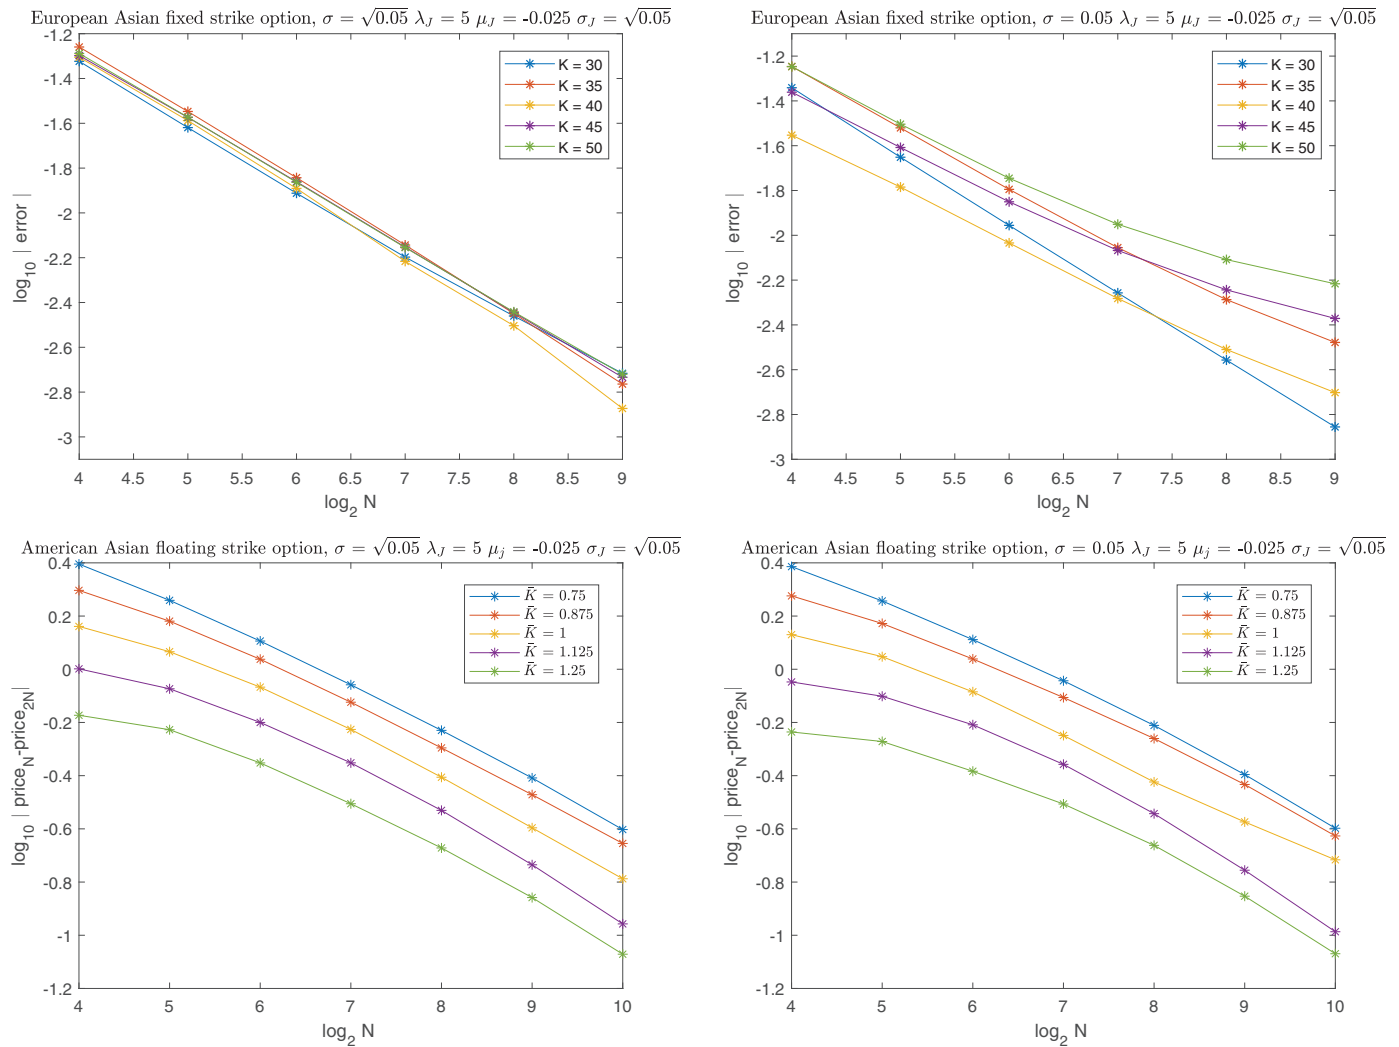 European Asian fixed strike option, σ = √0.05 λ_J = 5 μ_J = -0.025 σ_J = √0.05
-1.2
-1.4
-1.6
-1.8
-2
-2.2
-2.4
-2.6
-2.8
-3
log₁₀ | error|
K = 30
K = 35
K = 40
K = 45
K = 50
4 4.5 5 5.5 6 6.5 7 7.5 8 8.5 9
log₂ N
European Asian fixed strike option, σ = 0.05 λ_J = 5 μ_J = -0.025 σ_J = √0.05
-1.2
-1.4
-1.6
-1.8
-2
-2.2
-2.4
-2.6
-2.8
-3
log₁₀ | error|
K = 30
K = 35
K = 40
K = 45
K = 50
4 4.5 5 5.5 6 6.5 7 7.5 8 8.5 9
log₂ N
American Asian floating strike option, σ = √0.05 λ_J = 5 μ_j = -0.025 σ_J = √0.05
0.4
0.2
0
-0.2
-0.4
-0.6
-0.8
-1
-1.2
log₁₀ | price_N-price_2N|
K̄ = 0.75
K̄ = 0.875
K̄ = 1
K̄ = 1.125
K̄ = 1.25
4 5 6 7 8 9 10
log₂ N
American Asian floating strike option, σ = 0.05 λ_J = 5 μ_j = -0.025 σ_J = √0.05
0.4
0.2
0
-0.2
-0.4
-0.6
-0.8
-1
-1.2
log₁₀ | price_N-price_2N|
K̄ = 0.75
K̄ = 0.875
K̄ = 1
K̄ = 1.125
K̄ = 1.25
4 5 6 7 8 9 10
log₂ N